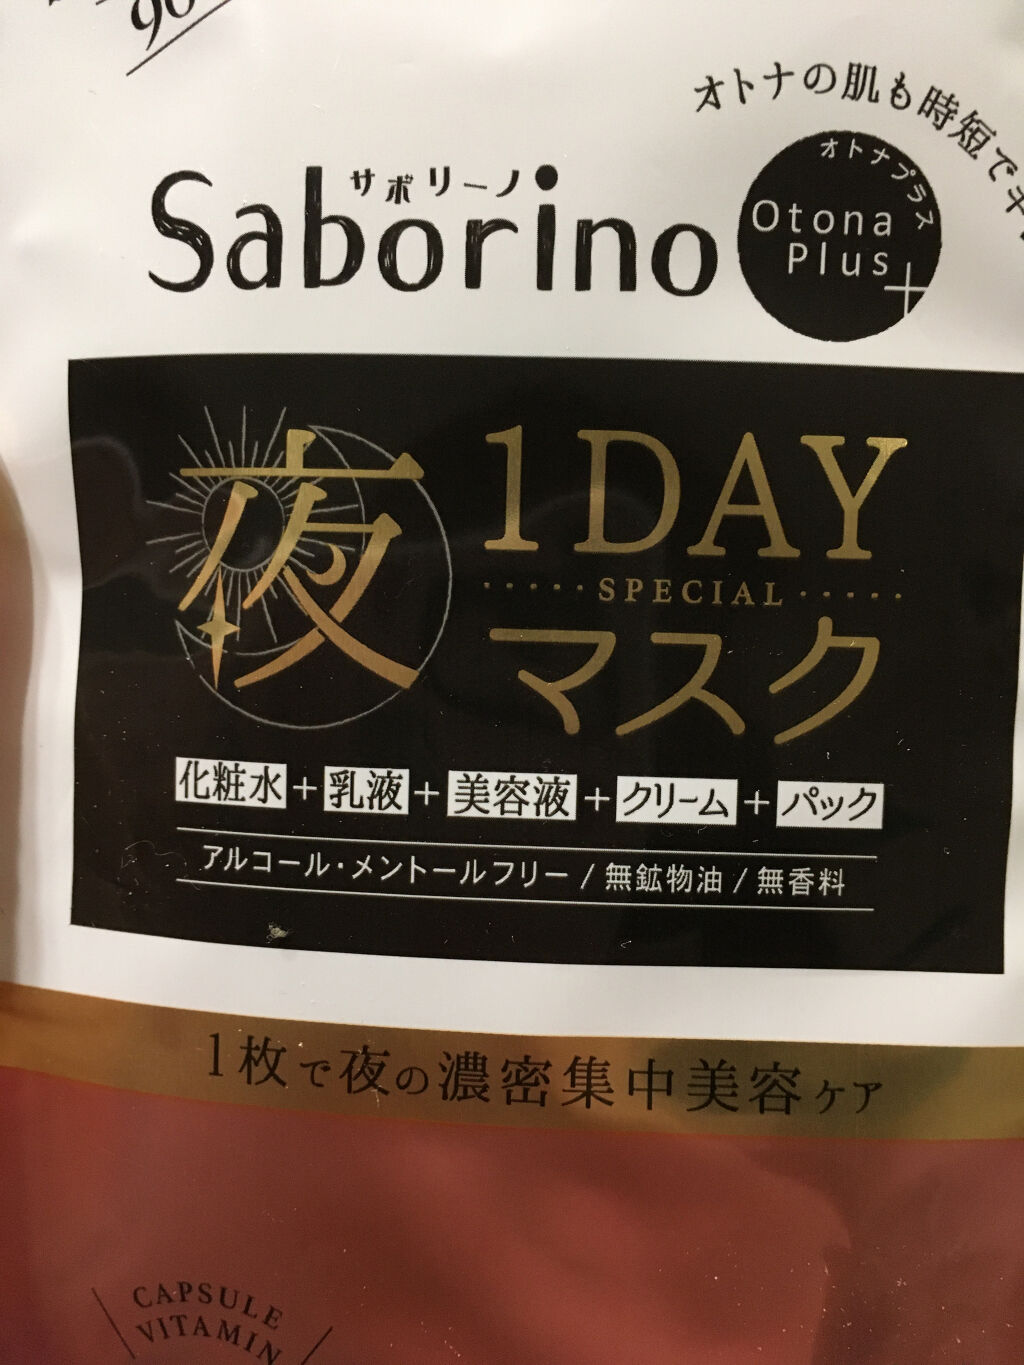 90
オトナの肌も時短で
サボリーノ
Saborino
オトナプラス
Otona
Plus+
夜
1DAY
SPECIAL
マスク
化粧水+乳液+美容液+クリーム+パック
アルコール・メントールフリー / 無鉱物油 / 無香料
1枚で夜の濃密集中美容ケア
CAPSULE
VITAMIN